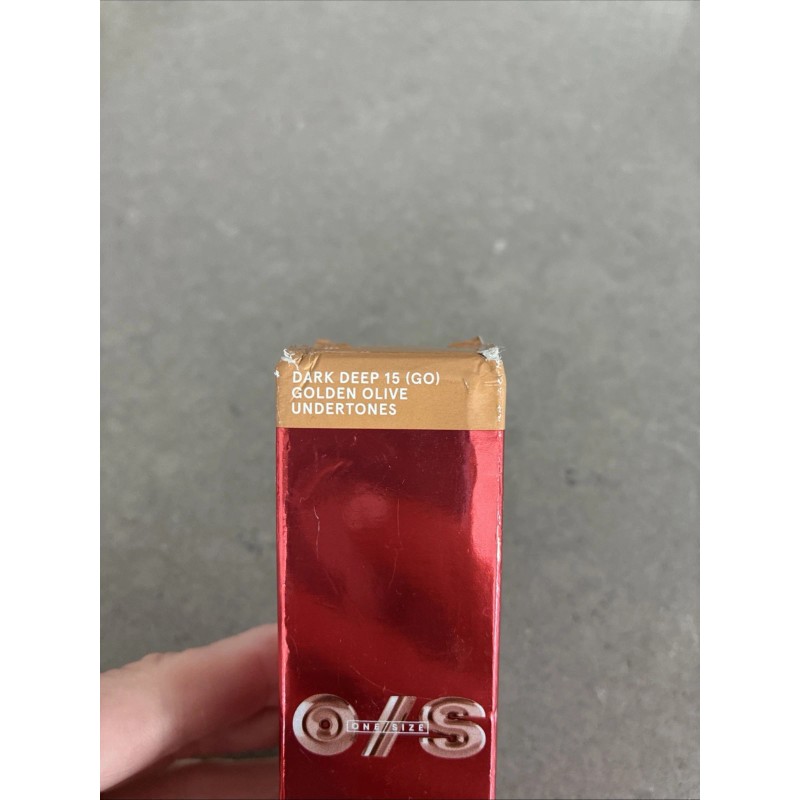 DARK DEEP 15 (GO)
GOLDEN OLIVE
UNDERTONES
O/S
ONE/SIZE